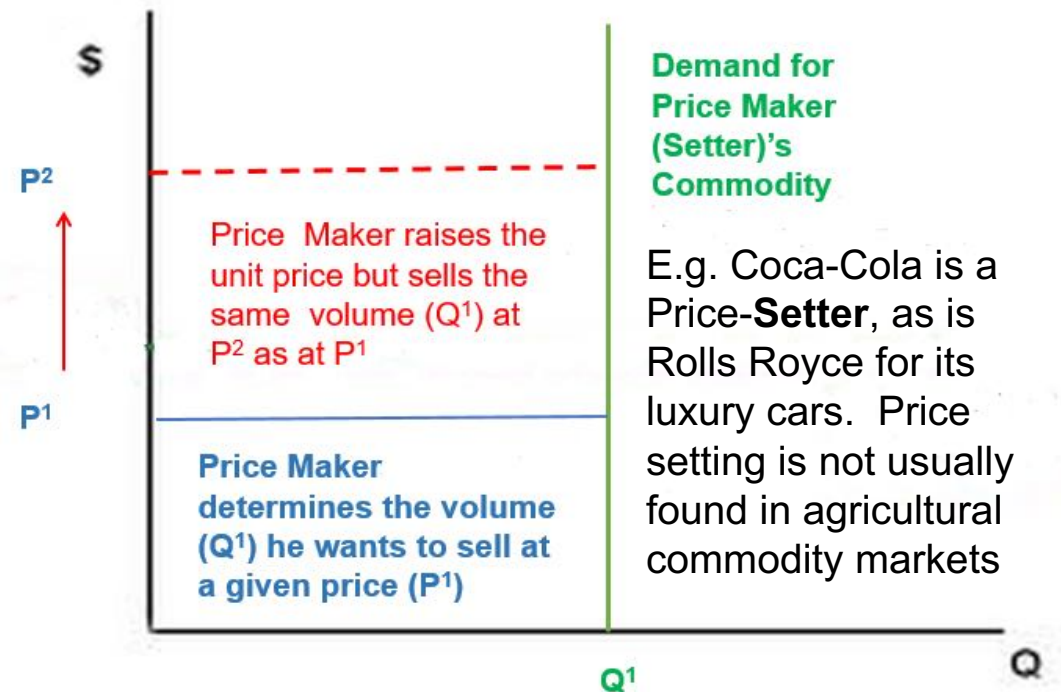 $
Demand for
Price Maker
(Setter)'s
Commodity
P²
Price Maker raises the
unit price but sells the
same volume (Q¹) at
P² as at P¹
E.g. Coca-Cola is a
Price-Setter, as is
Rolls Royce for its
luxury cars. Price
setting is not usually
found in agricultural
commodity markets
P¹
Price Maker
determines the volume
(Q¹) he wants to sell at
a given price (P¹)
Q¹
Q